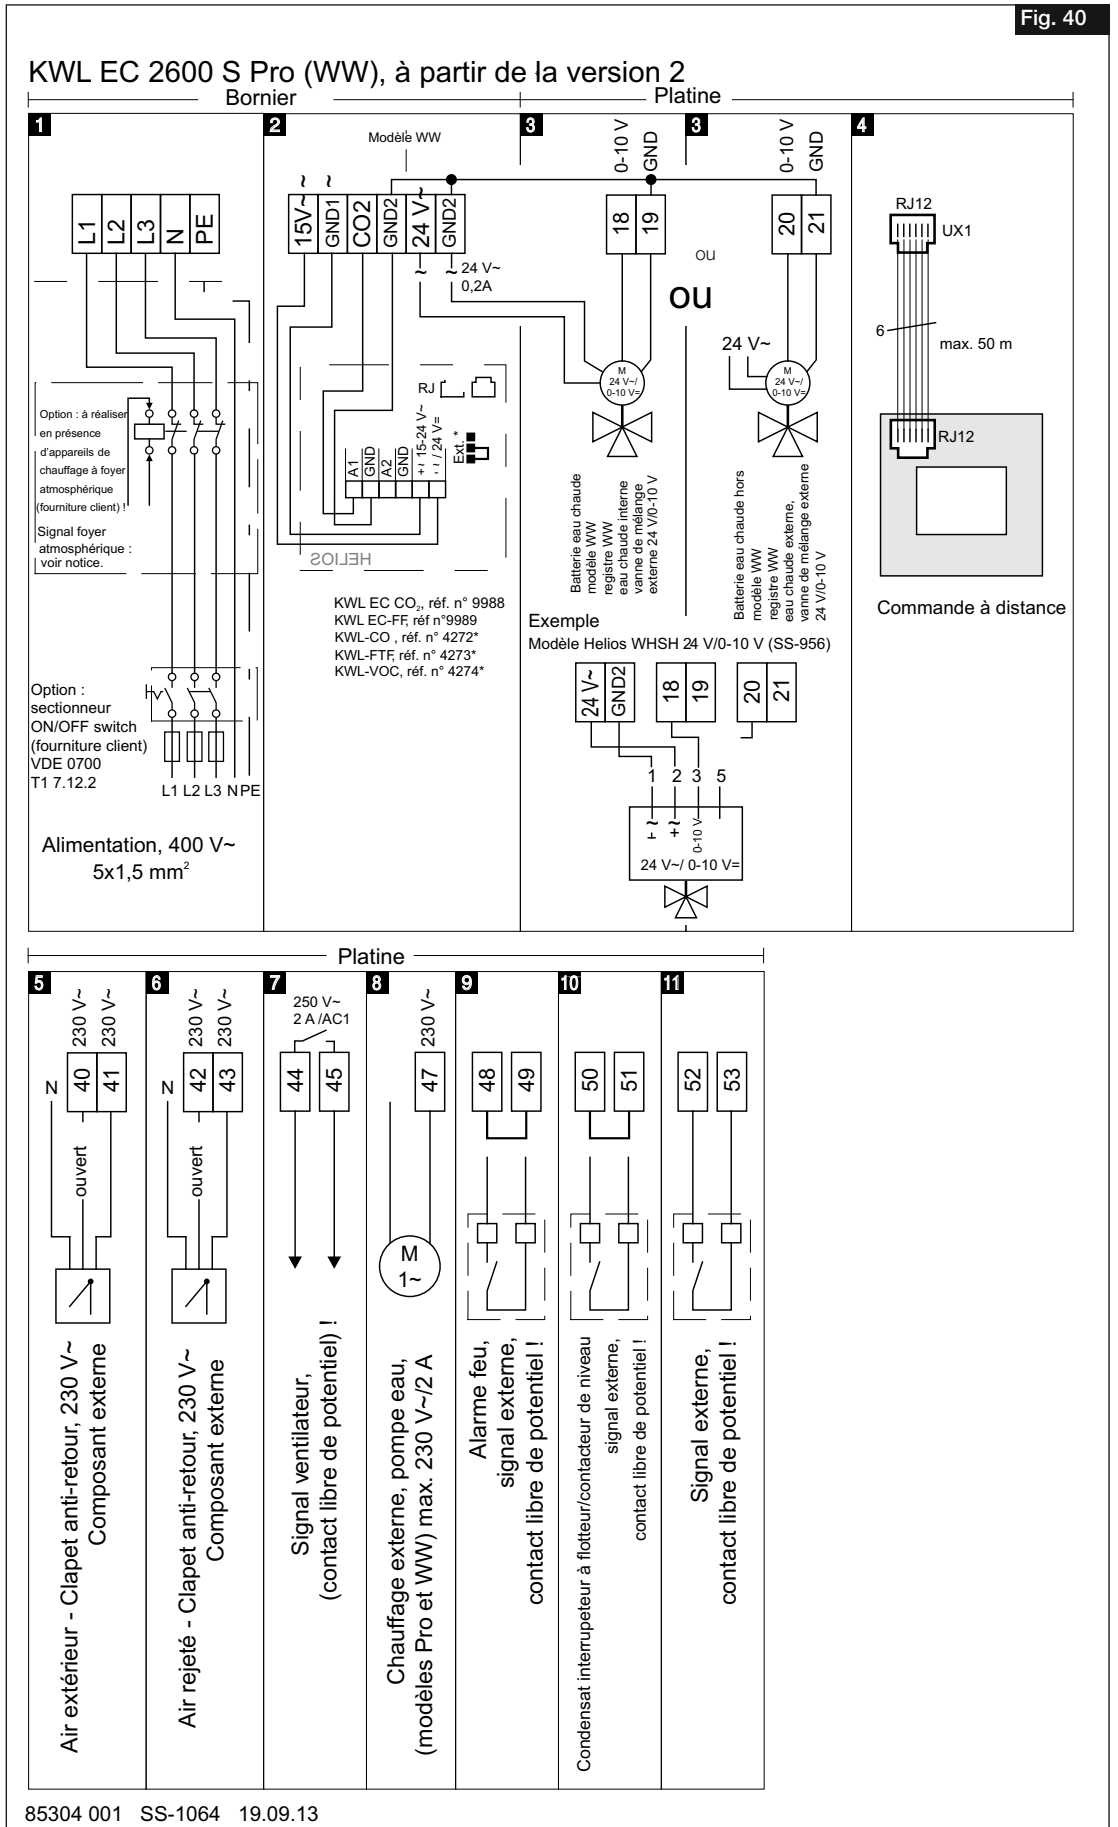 Fig. 40
KWL EC 2600 S Pro (WW), à partir de la version 2
Bornier
Platine
1
L1
L2
L3
N
PE
Option : à réaliser
en présence
d'appareils de
chauffage à foyer
atmosphérique
(fourniture client) !
Signal foyer
atmosphérique :
voir notice.
Option :
sectionneur
ON/OFF switch
(fourniture client)
VDE 0700
T1 7.12.2
L1 L2 L3 N PE
Alimentation, 400 V~
5x1,5 mm²
2
Modèle WW
~ ~
15V~
GND1
CO2
GND2
24 V~
GND2
~ ~ 24 V~
0,2A
RJ
A1
GND
A2
GND
+ ~ 15-24 V~
- ~ / 24 V=
Ext. *
HELIOS
KWL EC CO₂, réf. n° 9988
KWL EC-FF, réf n°9989
KWL-CO , réf. n° 4272*
KWL-FTF, réf. n° 4273*
KWL-VOC, réf. n° 4274*
3
0-10 V
GND
18
19
ou
ou
M
24 V~/
0-10 V=
Batterie eau chaude
modèle WW
registre WW
eau chaude interne
vanne de mélange
externe 24 V/0-10 V
3
0-10 V
GND
20
21
24 V~
M
24 V~/
0-10 V=
Batterie eau chaude hors
modèle WW
registre WW
eau chaude externe,
vanne de mélange externe
24 V/0-10 V
Exemple
Modèle Helios WHSH 24 V/0-10 V (SS-956)
24 V~
GND2
18
19
20
21
1 2 3 5
+ ~
+ ~
0-10 V
24 V~/ 0-10 V=
4
RJ12
UX1
6
max. 50 m
RJ12
Commande à distance
Platine
5
230 V~
230 V~
N
40
41
ouvert
Air extérieur - Clapet anti-retour, 230 V~
Composant externe
6
230 V~
230 V~
N
42
43
ouvert
Air rejeté - Clapet anti-retour, 230 V~
Composant externe
7
250 V~
2 A /AC1
44
45
Signal ventilateur,
(contact libre de potentiel) !
8
230 V~
47
M
1~
Chauffage externe, pompe eau,
(modèles Pro et WW) max. 230 V~/2 A
9
48
49
Alarme feu,
signal externe,
contact libre de potentiel !
10
50
51
Condensat interrupeteur à flotteur/contacteur de niveau
signal externe,
contact libre de potentiel !
11
52
53
Signal externe,
contact libre de potentiel !
85304 001 SS-1064 19.09.13